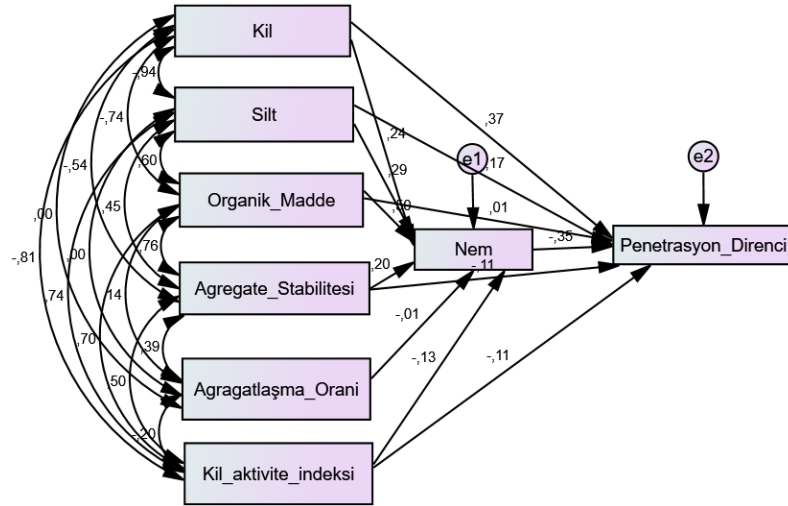 Kil
-,94
Silt
-,74
,60
Organik_Madde
-,54
,45
,76
Agregate_Stabilitesi
,00
,00
,14
,39
Agragatlaşma_Orani
-,81
,74
,70
,50
-,20
Kil_aktivite_indeksi
,37
,24
,17
,29
,01
e1
e2
Nem
-,35
Penetrasyon_Direnci
,20
-,11
-,01
-,13
-,11